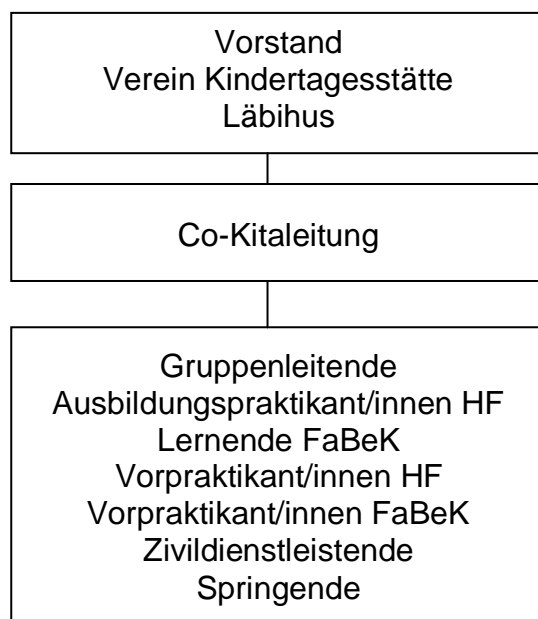 Vorstand
Verein Kindertagesstätte
Läbihus
Co-Kitaleitung
Gruppenleitende
Ausbildungspraktikant/innen HF
Lernende FaBeK
Vorpraktikant/innen HF
Vorpraktikant/innen FaBeK
Zivildienstleistende
Springende